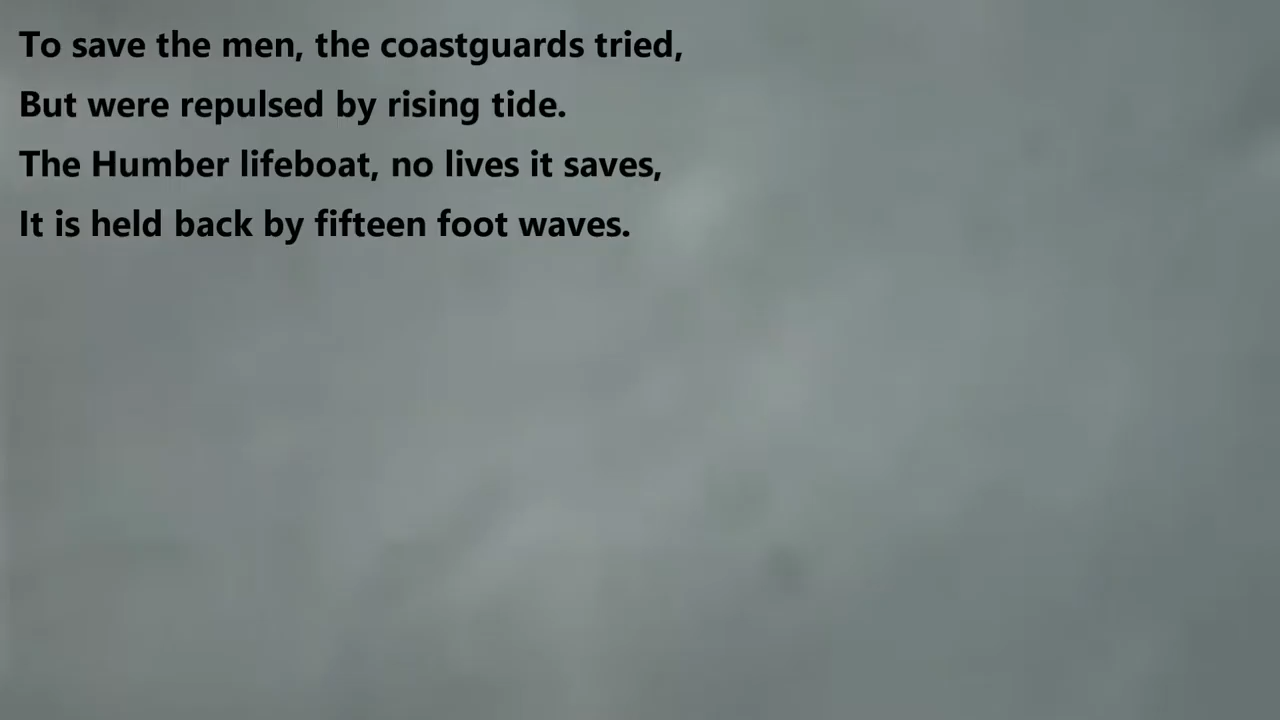 To save the men, the coastguards tried,
But were repulsed by rising tide.
The Humber lifeboat, no lives it saves,
It is held back by fifteen foot waves.